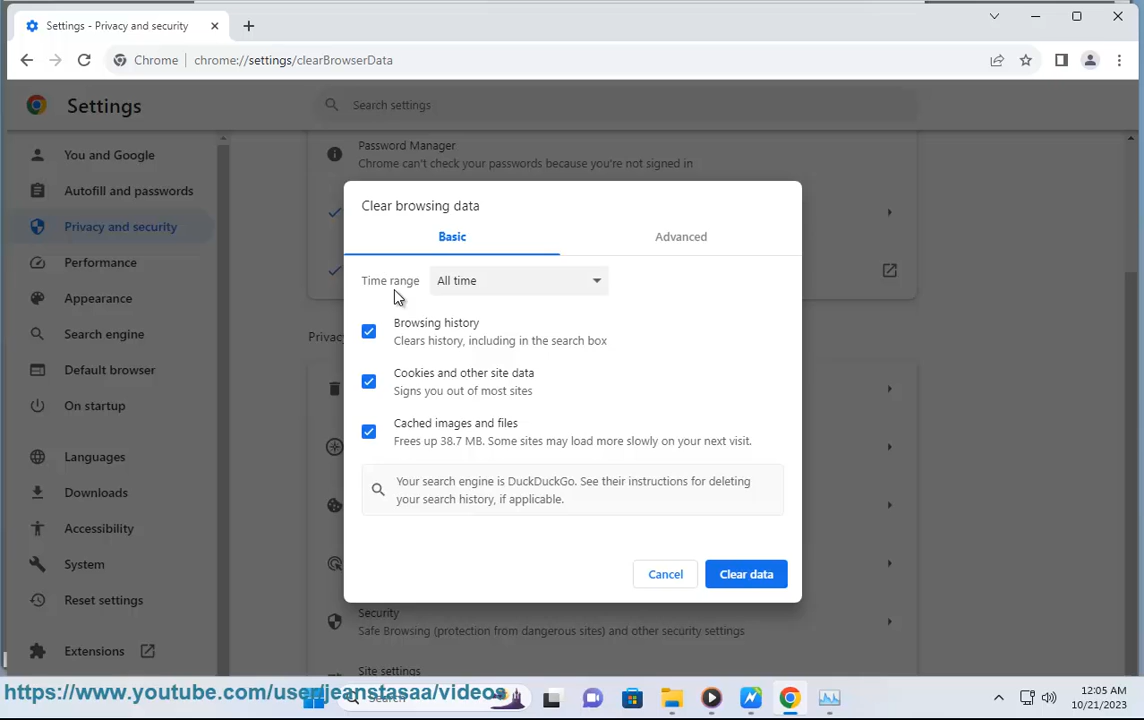 Settings - Privacy and security
Chrome
chrome://settings/clearBrowserData
Settings
Search settings
You and Google
Autofill and passwords
Privacy and security
Performance
Appearance
Search engine
Default browser
On startup
Languages
Downloads
Accessibility
System
Reset settings
Extensions
Password Manager
Chrome can't check your passwords because you're not signed in
Privacy
Clear browsing data
Basic
Advanced
Time range
All time
Browsing history
Clears history, including in the search box
Cookies and other site data
Signs you out of most sites
Cached images and files
Frees up 38.7 MB. Some sites may load more slowly on your next visit.
Your search engine is DuckDuckGo. See their instructions for deleting
your search history, if applicable.
Cancel
Clear data
Security
Safe Browsing (protection from dangerous sites) and other security settings
Site settings
https://www.youtube.com/user/jeanstasaa/videos
Search
12:05 AM
10/21/2023